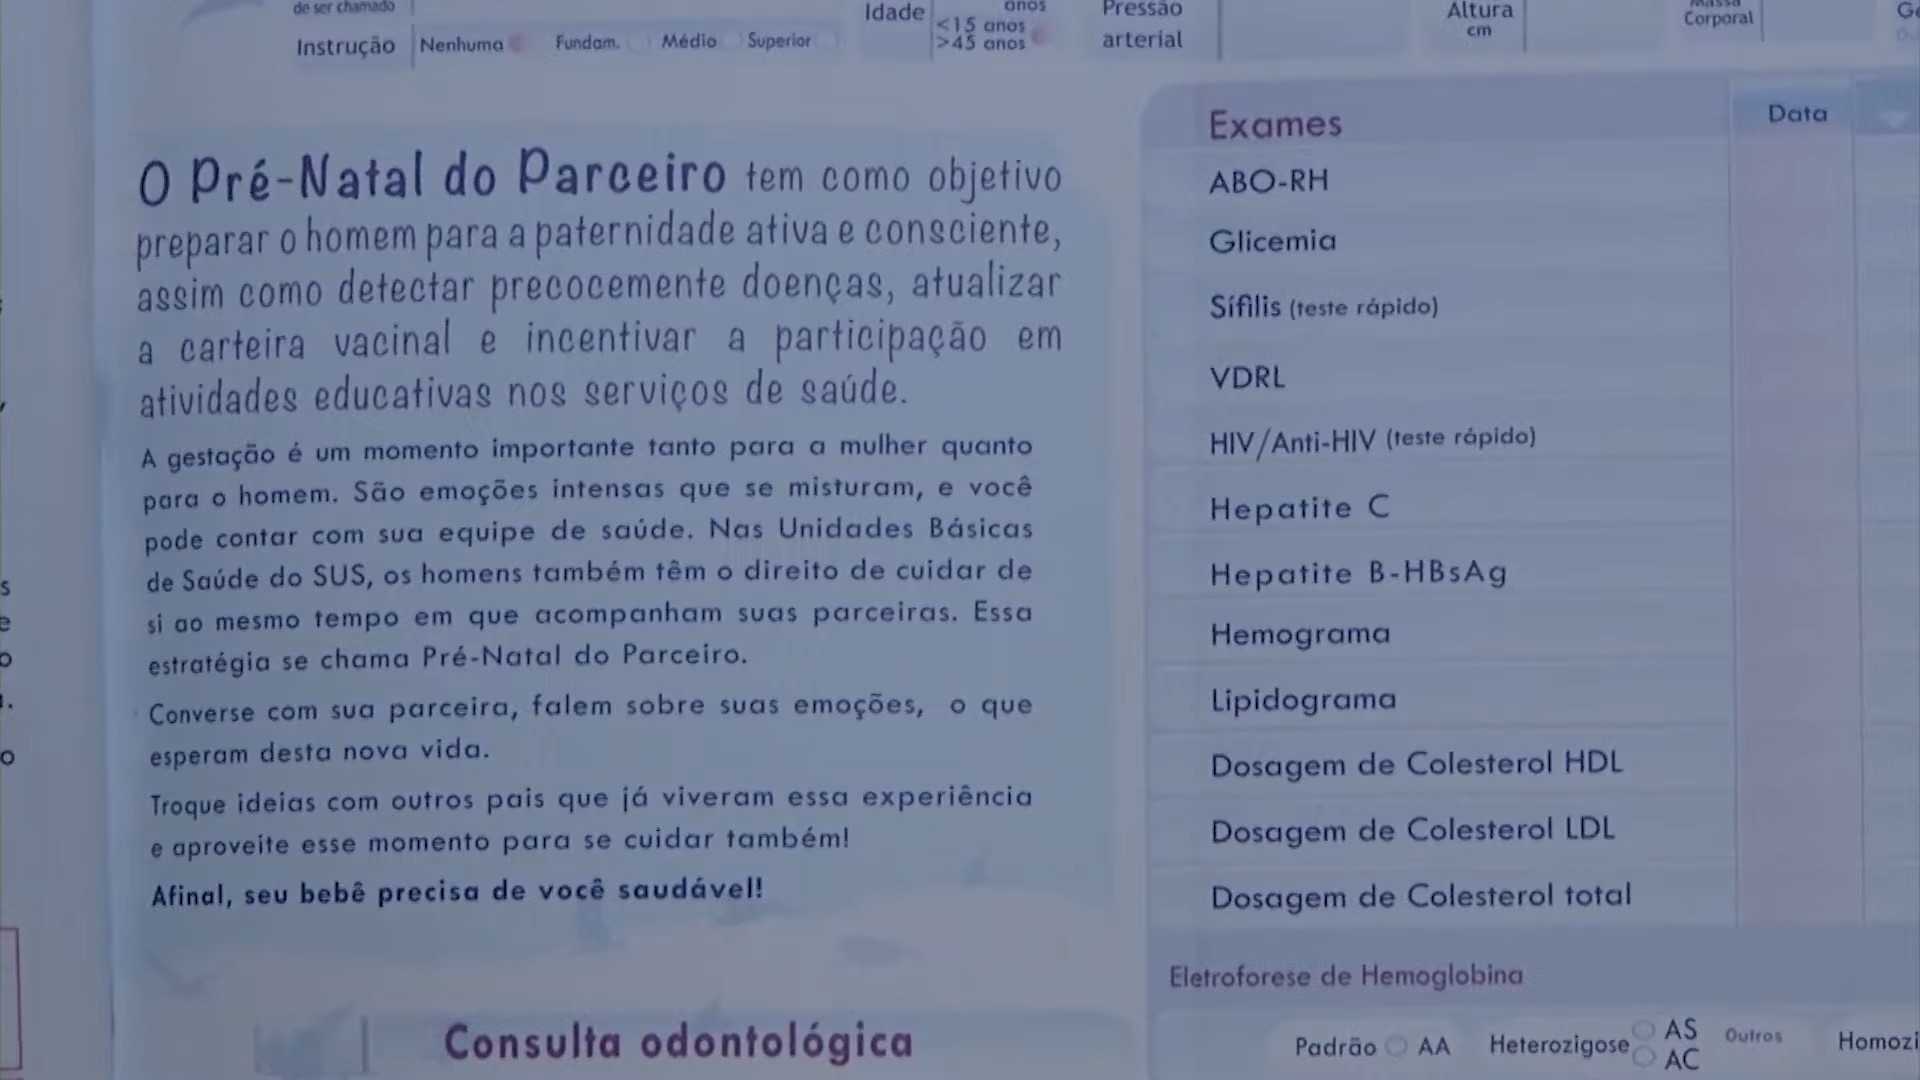 de ser chamado
Instrução Nenhuma Fundam. Médio Superior
Idade anos
<15 anos
>45 anos
Pressão
arterial
Altura
cm
Massa
Corporal
O Pré-Natal do Parceiro tem como objetivo
preparar o homem para a paternidade ativa e consciente,
assim como detectar precocemente doenças, atualizar
a carteira vacinal e incentivar a participação em
atividades educativas nos serviços de saúde.
A gestação é um momento importante tanto para a mulher quanto
para o homem. São emoções intensas que se misturam, e você
pode contar com sua equipe de saúde. Nas Unidades Básicas
de Saúde do SUS, os homens também têm o direito de cuidar de
si ao mesmo tempo em que acompanham suas parceiras. Essa
estratégia se chama Pré-Natal do Parceiro.
Converse com sua parceira, falem sobre suas emoções, o que
esperam desta nova vida.
Troque ideias com outros pais que já viveram essa experiência
e aproveite esse momento para se cuidar também!
Afinal, seu bebê precisa de você saudável!
Consulta odontológica
Exames Data
ABO-RH
Glicemia
Sífilis (teste rápido)
VDRL
HIV/Anti-HIV (teste rápido)
Hepatite C
Hepatite B-HBsAg
Hemograma
Lipidograma
Dosagem de Colesterol HDL
Dosagem de Colesterol LDL
Dosagem de Colesterol total
Eletroforese de Hemoglobina
Padrão AA Heterozigose AS Outros Homozi
AC